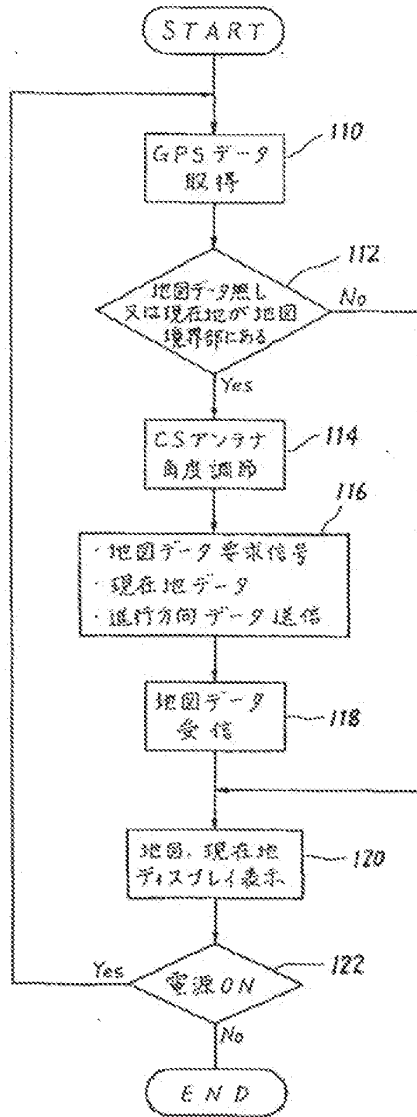 START
110
GPSデータ
取得
112
地図データ無し
又は現在地が地図
境界部にある
No
Yes
CSアンテナ
角度調節
114
116
・地図データ要求信号
・現在地データ
・進行方向データ送信
地図データ
受信
118
地図、現在地
ディスプレイ表示
120
122
Yes
電源ON
No
END